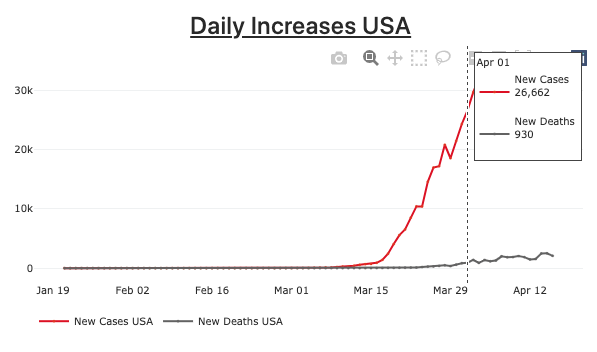 Daily Increases USA
Apr 01
New Cases
26,662
New Deaths
930
30k
20k
10k
0
Jan 19
Feb 02
Feb 16
Mar 01
Mar 15
Mar 29
Apr 12
New Cases USA
New Deaths USA